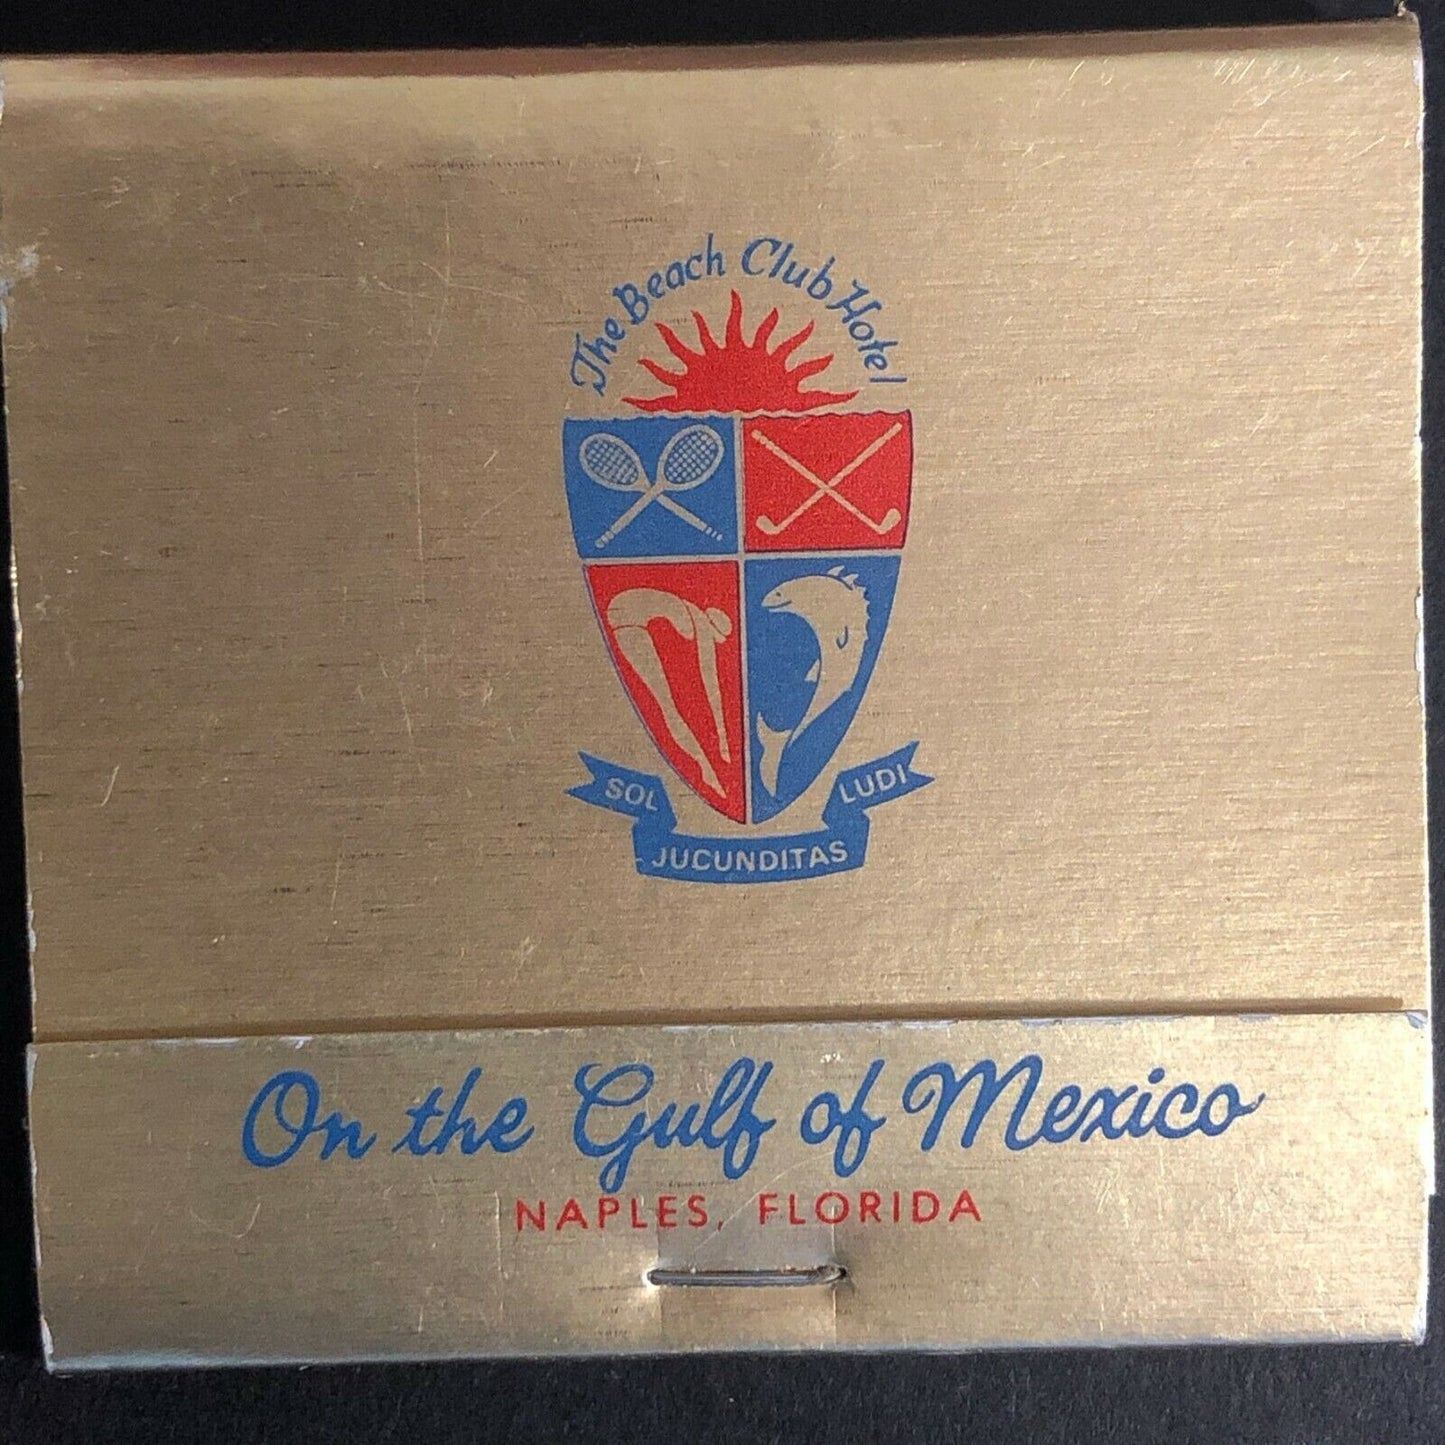 The Beach Club Hotel
SOL JUCUNDITAS LUDI
On the Gulf of Mexico
NAPLES, FLORIDA